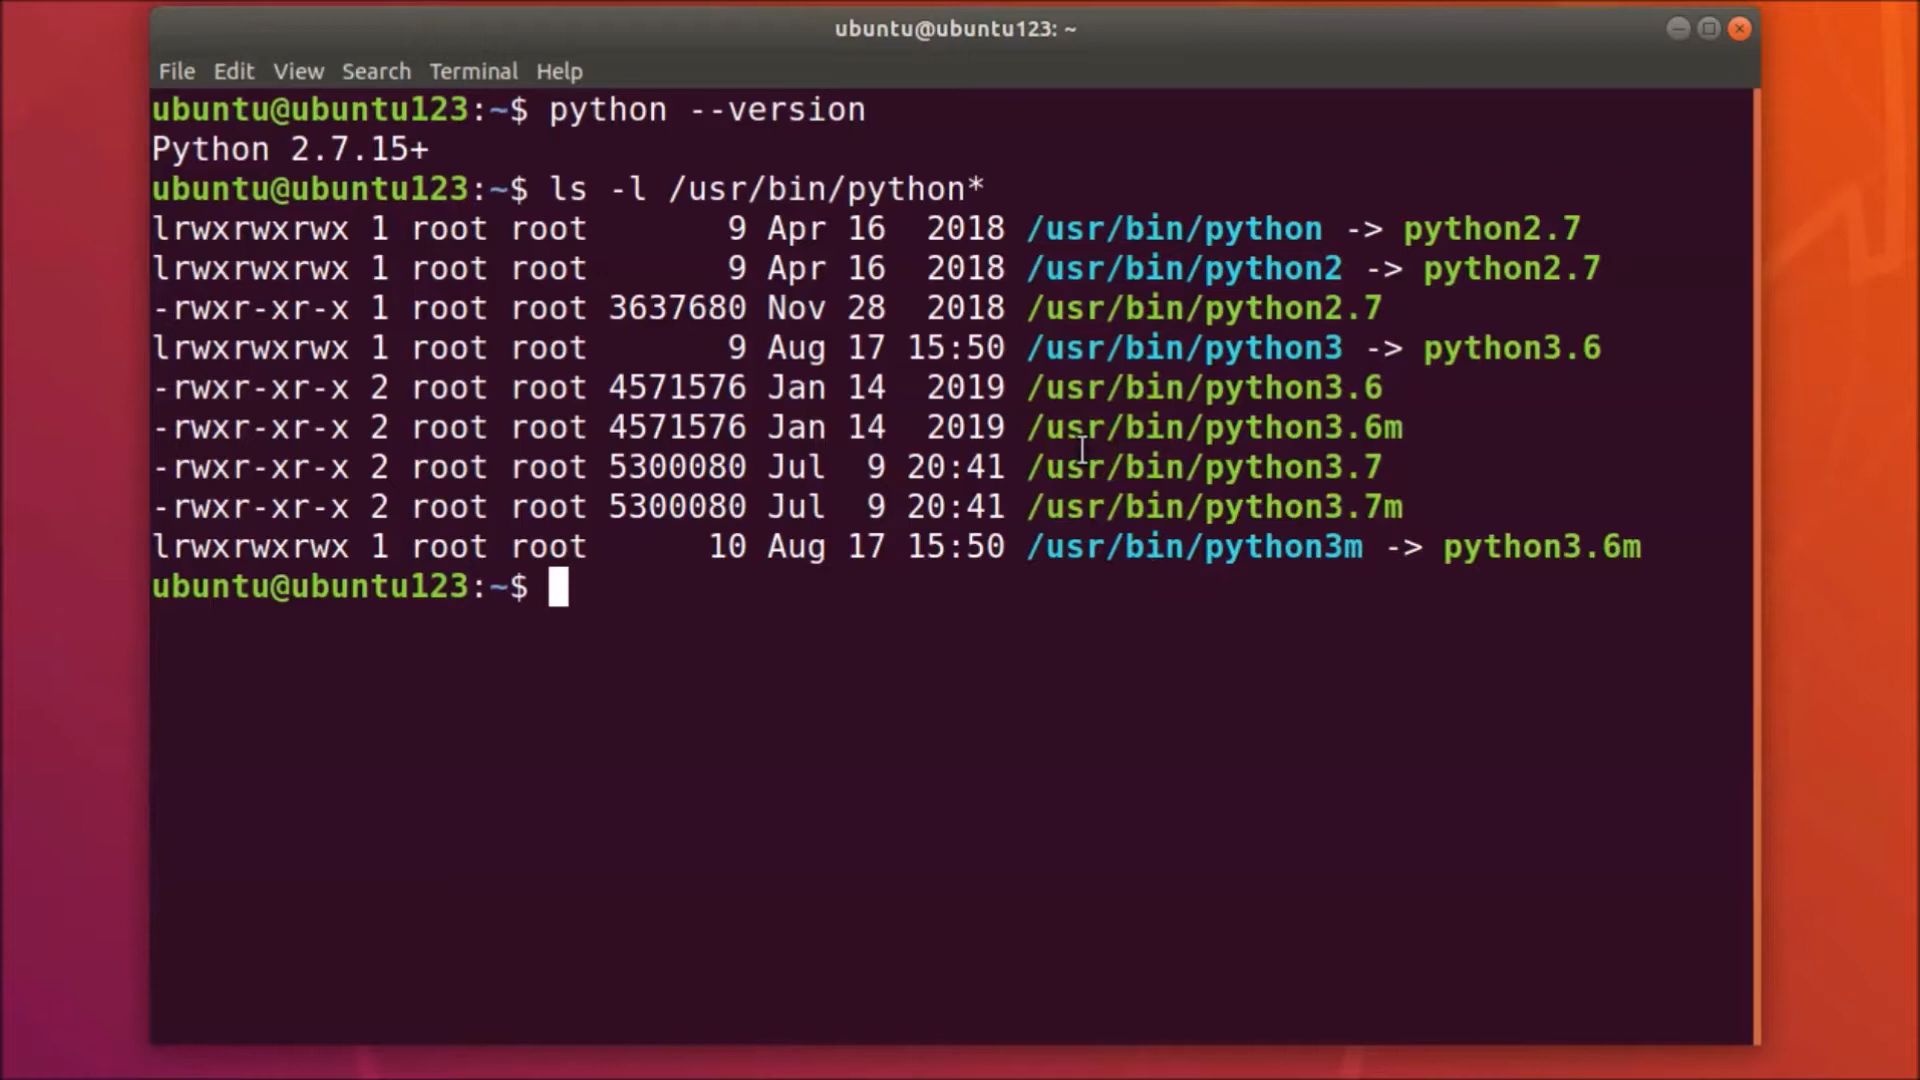 ubuntu@ubuntu123: ~
File Edit View Search Terminal Help
ubuntu@ubuntu123:~$ python --version
Python 2.7.15+
ubuntu@ubuntu123:~$ ls -l /usr/bin/python*
lrwxrwxrwx 1 root root       9 Apr 16  2018 /usr/bin/python -> python2.7
lrwxrwxrwx 1 root root       9 Apr 16  2018 /usr/bin/python2 -> python2.7
-rwxr-xr-x 1 root root 3637680 Nov 28  2018 /usr/bin/python2.7
lrwxrwxrwx 1 root root       9 Aug 17 15:50 /usr/bin/python3 -> python3.6
-rwxr-xr-x 2 root root 4571576 Jan 14  2019 /usr/bin/python3.6
-rwxr-xr-x 2 root root 4571576 Jan 14  2019 /usr/bin/python3.6m
-rwxr-xr-x 2 root root 5300080 Jul  9 20:41 /usr/bin/python3.7
-rwxr-xr-x 2 root root 5300080 Jul  9 20:41 /usr/bin/python3.7m
lrwxrwxrwx 1 root root      10 Aug 17 15:50 /usr/bin/python3m -> python3.6m
ubuntu@ubuntu123:~$